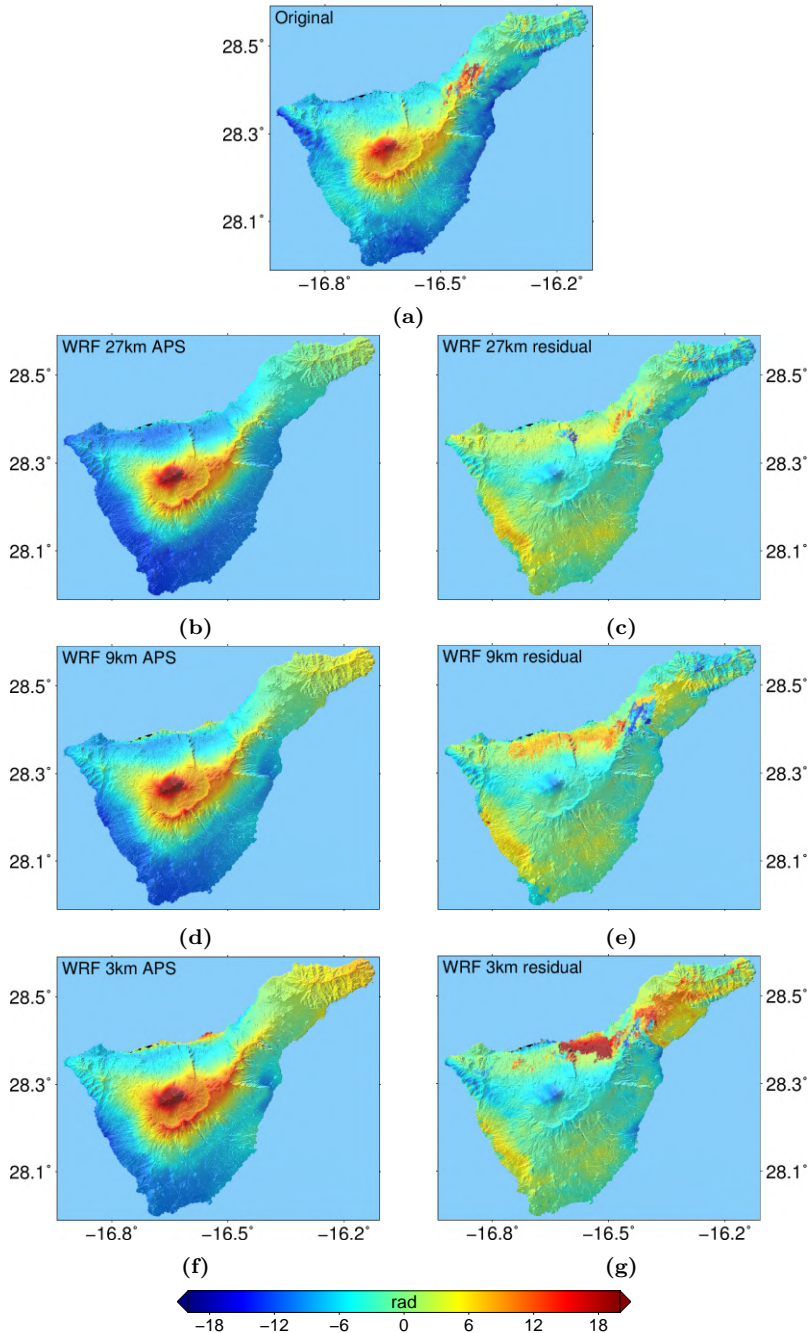 Original
28.5°
28.3°
28.1°
−16.8° −16.5° −16.2°
(a)
WRF 27km APS WRF 27km residual
28.5° 28.5°
28.3° 28.3°
28.1° 28.1°
(b) (c)
WRF 9km APS WRF 9km residual
28.5° 28.5°
28.3° 28.3°
28.1° 28.1°
(d) (e)
WRF 3km APS WRF 3km residual
28.5° 28.5°
28.3° 28.3°
28.1° 28.1°
−16.8° −16.5° −16.2° −16.8° −16.5° −16.2°
(f) (g)
rad
−18 −12 −6 0 6 12 18